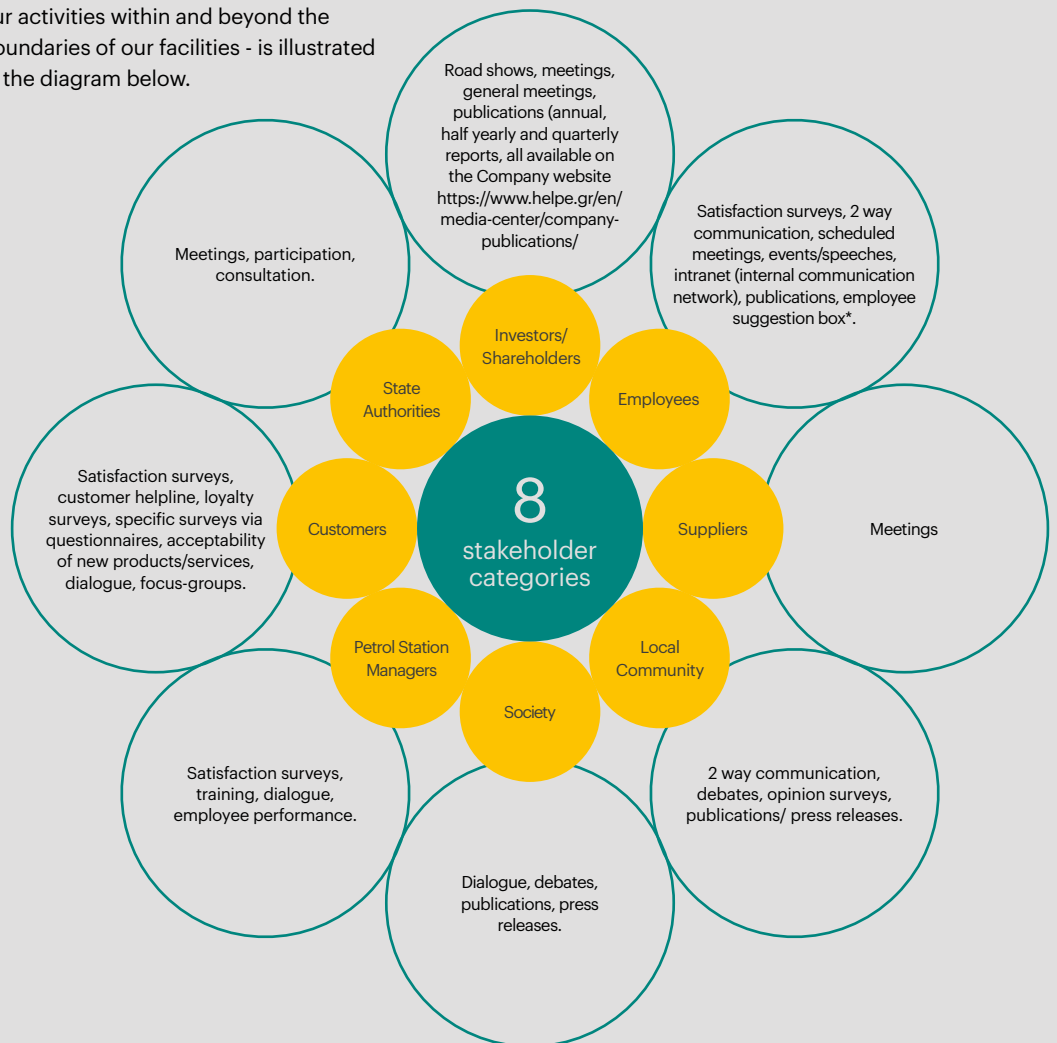 ur activities within and beyond the
oundaries of our facilities - is illustrated
the diagram below.
Road shows, meetings,
general meetings,
publications (annual,
half yearly and quarterly
reports, all available on
the Company website
https://www.helpe.gr/en/
media-center/company-
publications/
Satisfaction surveys, 2 way
communication, scheduled
meetings, events/speeches,
intranet (internal communication
network), publications, employee
suggestion box*.
Meetings, participation,
consultation.
Investors/
Shareholders
State
Authorities
Employees
Satisfaction surveys,
customer helpline, loyalty
surveys, specific surveys via
questionnaires, acceptability
of new products/services,
dialogue, focus-groups.
Customers
8
stakeholder
categories
Suppliers
Meetings
Petrol Station
Managers
Local
Community
Society
Satisfaction surveys,
training, dialogue,
employee performance.
2 way communication,
debates, opinion surveys,
publications/ press releases.
Dialogue, debates,
publications, press
releases.